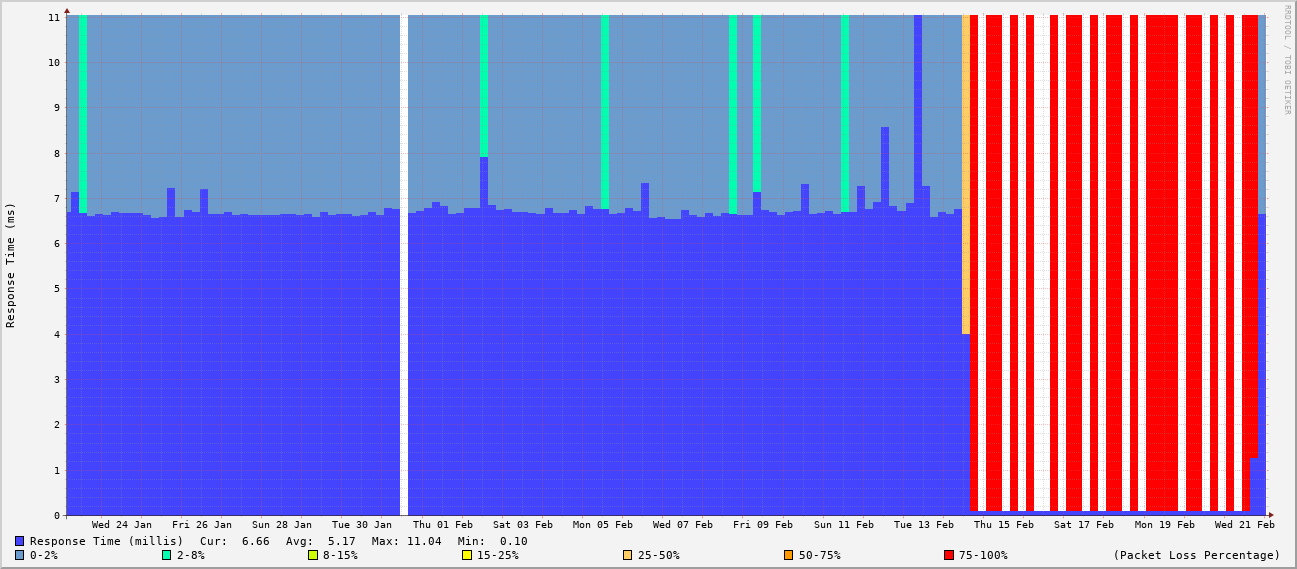 11
10
9
8
7
6
5
4
3
2
1
0
Response Time (ms)
RRDTOOL / TOBI OETIKER
Wed 24 Jan Fri 26 Jan Sun 28 Jan Tue 30 Jan Thu 01 Feb Sat 03 Feb Mon 05 Feb Wed 07 Feb Fri 09 Feb Sun 11 Feb Tue 13 Feb Thu 15 Feb Sat 17 Feb Mon 19 Feb Wed 21 Feb
Response Time (millis) Cur: 6.66 Avg: 5.17 Max: 11.04 Min: 0.10
0-2% 2-8% 8-15% 15-25% 25-50% 50-75% 75-100% (Packet Loss Percentage)